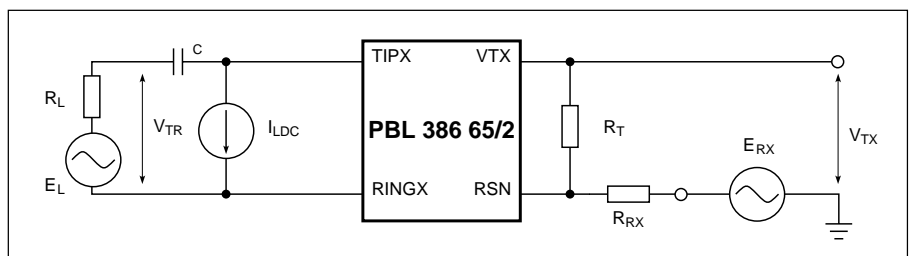 C
TIPX VTX
R_L
V_TR I_LDC PBL 386 65/2 R_T V_TX
E_RX
E_L RINGX RSN
R_RX